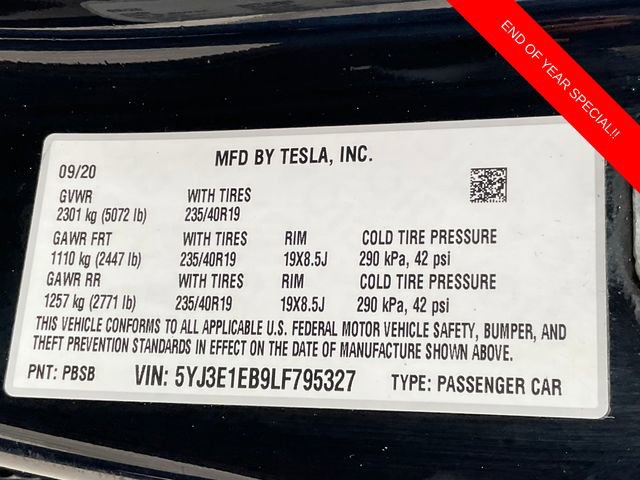 END OF YEAR SPECIAL!!
MFD BY TESLA, INC.
09/20
GVWR WITH TIRES
2301 kg (5072 lb) 235/40R19
GAWR FRT WITH TIRES RIM COLD TIRE PRESSURE
1110 kg (2447 lb) 235/40R19 19X8.5J 290 kPa, 42 psi
GAWR RR WITH TIRES RIM COLD TIRE PRESSURE
1257 kg (2771 lb) 235/40R19 19X8.5J 290 kPa, 42 psi
THIS VEHICLE CONFORMS TO ALL APPLICABLE U.S. FEDERAL MOTOR VEHICLE SAFETY, BUMPER, AND
THEFT PREVENTION STANDARDS IN EFFECT ON THE DATE OF MANUFACTURE SHOWN ABOVE.
PNT: PBSB VIN: 5YJ3E1EB9LF795327 TYPE: PASSENGER CAR